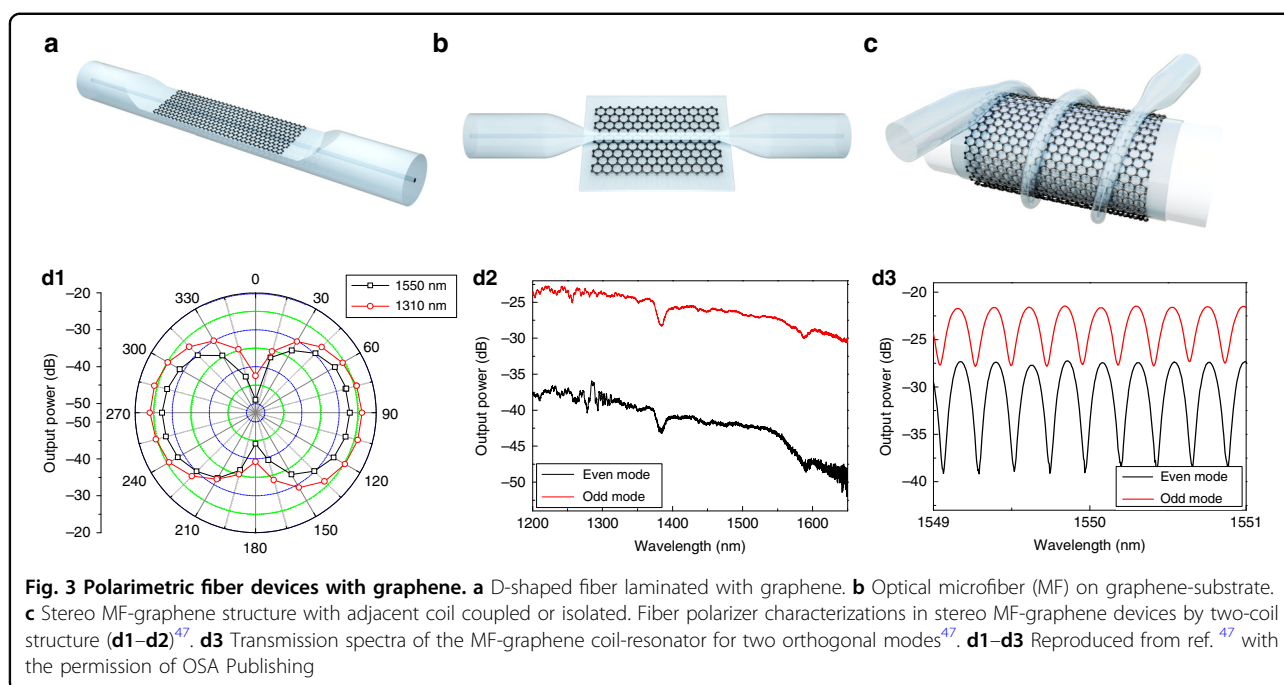 a
b
c
d1
0
30
60
90
120
150
180
210
240
270
300
330
−20
−30
−40
−50
−50
−40
−30
−20
Output power (dB)
1550 nm
1310 nm
d2
−25
−30
−35
−40
−45
−50
Output power (dB)
Even mode
Odd mode
1200 1300 1400 1500 1600
Wavelength (nm)
d3
−20
−25
−30
−35
−40
Output power (dB)
Even mode
Odd mode
1549 1550 1551
Wavelength (nm)
Fig. 3 Polarimetric fiber devices with graphene. a D-shaped fiber laminated with graphene. b Optical microfiber (MF) on graphene-substrate.
c Stereo MF-graphene structure with adjacent coil coupled or isolated. Fiber polarizer characterizations in stereo MF-graphene devices by two-coil
structure (d1–d2)47. d3 Transmission spectra of the MF-graphene coil-resonator for two orthogonal modes47. d1–d3 Reproduced from ref. 47 with
the permission of OSA Publishing